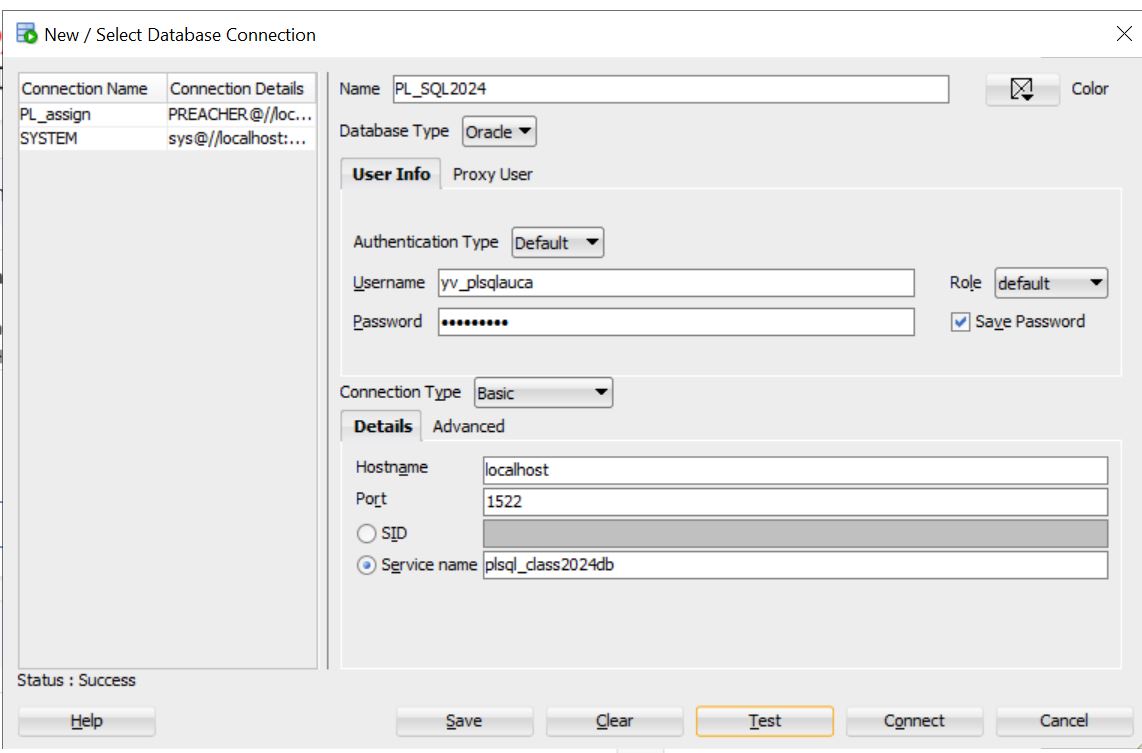 New / Select Database Connection
Connection Name Connection Details
PL_assign PREACHER@//loc...
SYSTEM sys@//localhost:...
Name PL_SQL2024 Color
Database Type Oracle
User Info Proxy User
Authentication Type Default
Username yv_plsqlauca Role default
Password ••••••••• Save Password
Connection Type Basic
Details Advanced
Hostname localhost
Port 1522
SID
Service name plsql_class2024db
Status : Success
Help Save Clear Test Connect Cancel